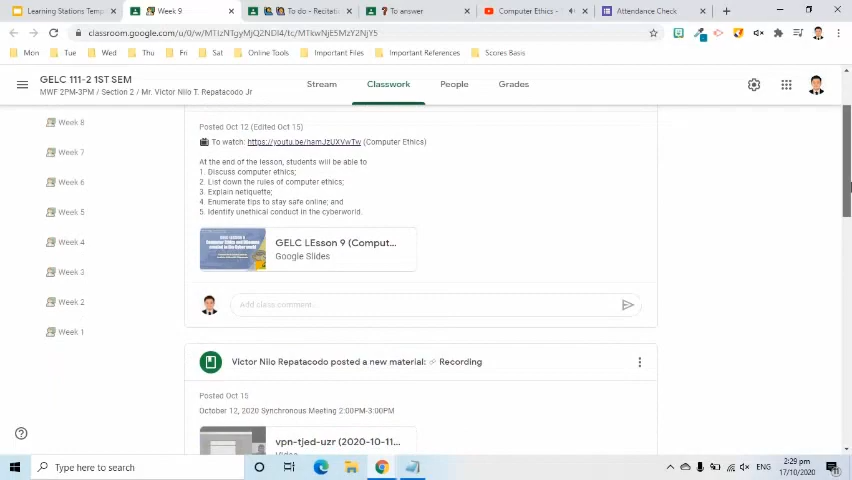 Learning Stations Temp
Week 9
To do - Recitati
To answer
Computer Ethics -
Attendance Check
classroom.google.com/u/0/w/MTIzNTgyMjQ2NDI4/tc/MTkwNjE5MzY2NjY5
Mon
Tue
Wed
Thu
Fri
Sat
Online Tools
Important Files
Important References
Scores Basis
GELC 111-2 1ST SEM
MWF 2PM-3PM / Section 2 / Mr. Victor Nilo T. Repatacodo Jr
Stream
Classwork
People
Grades
Week 8
Week 7
Week 6
Week 5
Week 4
Week 3
Week 2
Week 1
Posted Oct 12 (Edited Oct 15)
To watch: https://youtu.be/hamJzUXVwTw (Computer Ethics)
At the end of the lesson, students will be able to
1. Discuss computer ethics;
2. List down the rules of computer ethics;
3. Explain netiquette;
4. Enumerate tips to stay safe online; and
5. Identify unethical conduct in the cyberworld.
GELC LEsson 9 (Comput...
Google Slides
Add class comment...
Victor Nilo Repatacodo posted a new material: Recording
Posted Oct 15
October 12, 2020 Synchronous Meeting 2:00PM-3:00PM
vpn-tjed-uzr (2020-10-11...
Video
Type here to search
ENG
2:29 pm
17/10/2020